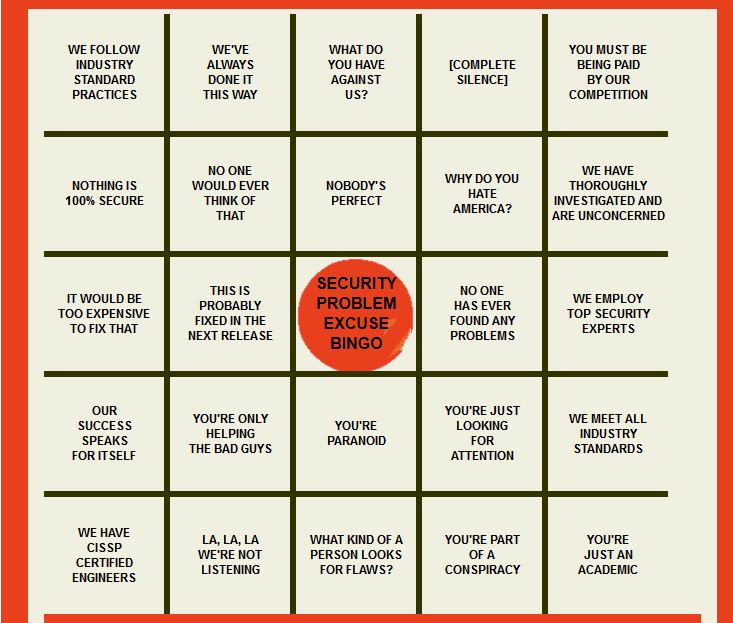 WE FOLLOW
INDUSTRY
STANDARD
PRACTICES
WE'VE
ALWAYS
DONE IT
THIS WAY
WHAT DO
YOU HAVE
AGAINST
US?
[COMPLETE
SILENCE]
YOU MUST BE
BEING PAID
BY OUR
COMPETITION
NOTHING IS
100% SECURE
NO ONE
WOULD EVER
THINK OF
THAT
NOBODY'S
PERFECT
WHY DO YOU
HATE
AMERICA?
WE HAVE
THOROUGHLY
INVESTIGATED AND
ARE UNCONCERNED
IT WOULD BE
TOO EXPENSIVE
TO FIX THAT
THIS IS
PROBABLY
FIXED IN THE
NEXT RELEASE
SECURITY
PROBLEM
EXCUSE
BINGO
NO ONE
HAS EVER
FOUND ANY
PROBLEMS
WE EMPLOY
TOP SECURITY
EXPERTS
OUR
SUCCESS
SPEAKS
FOR ITSELF
YOU'RE ONLY
HELPING
THE BAD GUYS
YOU'RE
PARANOID
YOU'RE JUST
LOOKING
FOR
ATTENTION
WE MEET ALL
INDUSTRY
STANDARDS
WE HAVE
CISSP
CERTIFIED
ENGINEERS
LA, LA, LA
WE'RE NOT
LISTENING
WHAT KIND OF A
PERSON LOOKS
FOR FLAWS?
YOU'RE PART
OF A
CONSPIRACY
YOU'RE
JUST AN
ACADEMIC